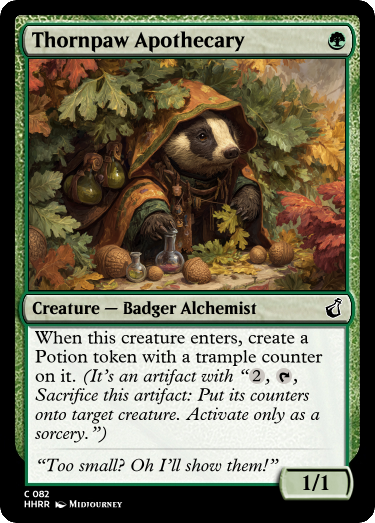 Thornpaw Apothecary
Creature — Badger Alchemist
When this creature enters, create a
Potion token with a trample counter
on it. (It's an artifact with “2, ,
Sacrifice this artifact: Put its counters
onto target creature. Activate only as a
sorcery.”)
“Too small? Oh I'll show them!”
1/1
C 082
HHRR Midjourney